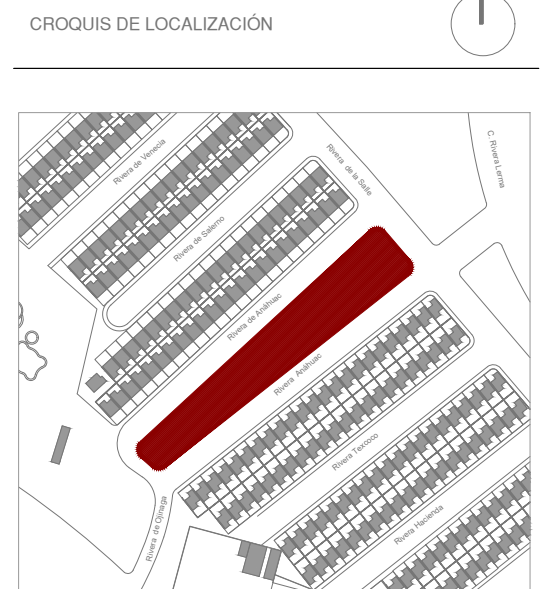 CROQUIS DE LOCALIZACIÓN
C. Rivera Lerma
Rivera de Venecia
Rivera de la Salle
Rivera de Salerno
Rivera de Anáhuac
Rivera Anáhuac
Rivera Texcoco
Rivera Hacienda
Rivera de Ojinaga